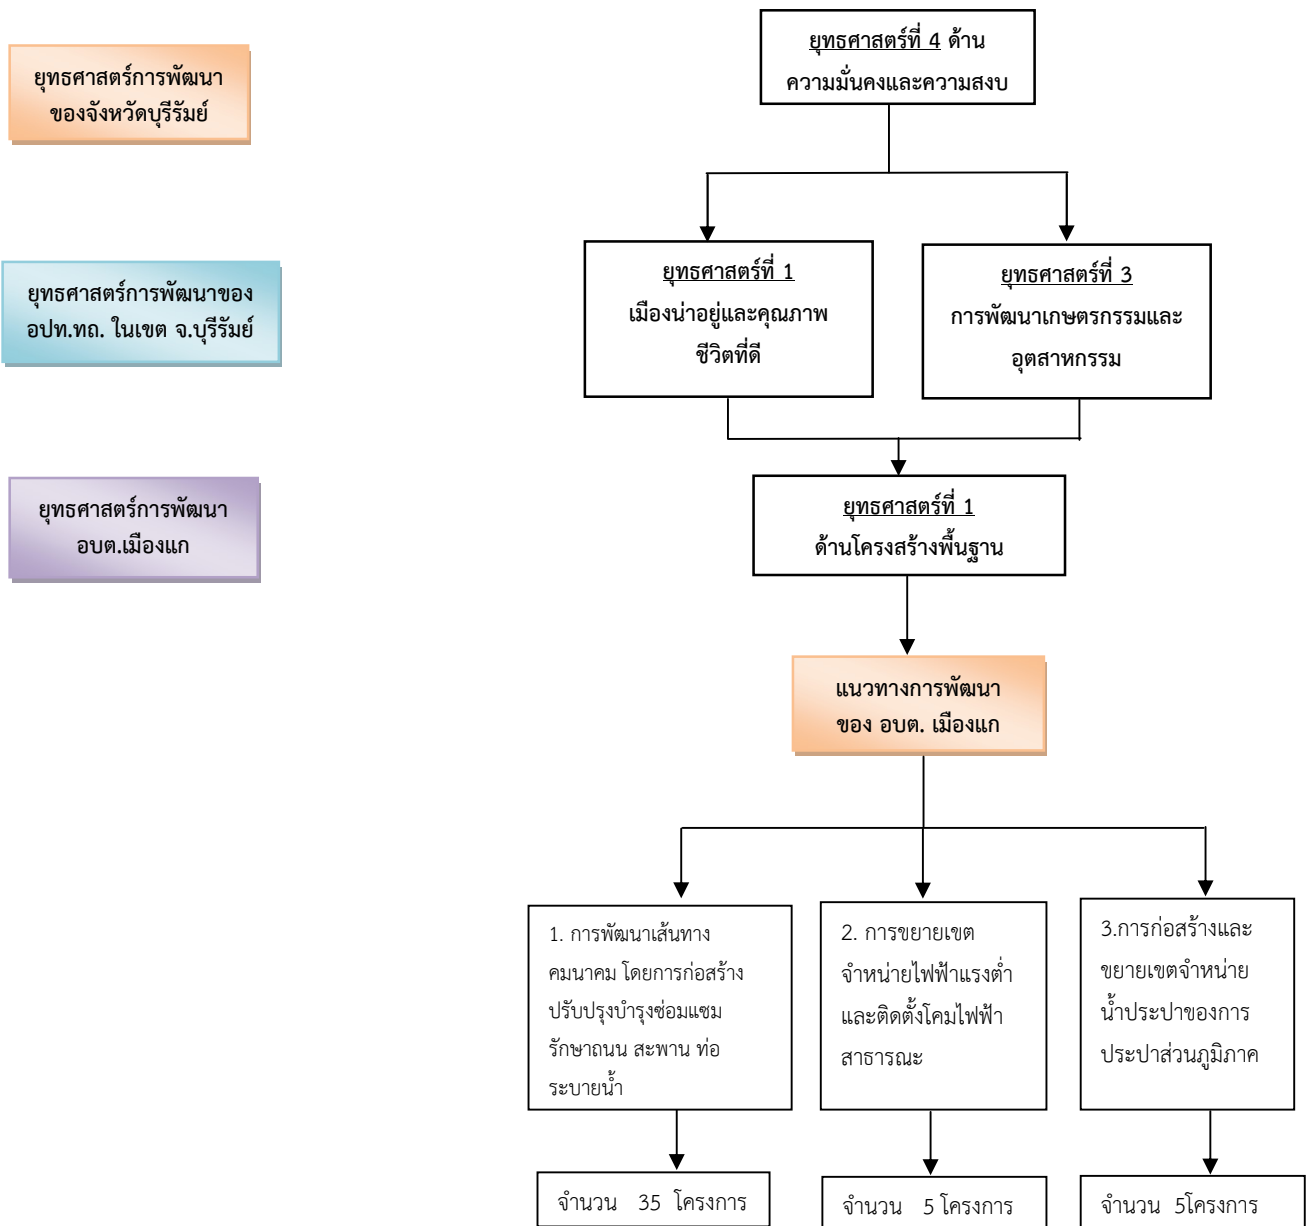 ยุทธศาสตร์ที่ 4 ด้าน
ความมั่นคงและความสงบ
ยุทธศาสตร์การพัฒนา
ของจังหวัดบุรีรัมย์
ยุทธศาสตร์การพัฒนาของ
อปท.ทถ. ในเขต จ.บุรีรัมย์
ยุทธศาสตร์ที่ 1
เมืองน่าอยู่และคุณภาพ
ชีวิตที่ดี
ยุทธศาสตร์ที่ 3
การพัฒนาเกษตรกรรมและ
อุตสาหกรรม
ยุทธศาสตร์การพัฒนา
อบต.เมืองแก
ยุทธศาสตร์ที่ 1
ด้านโครงสร้างพื้นฐาน
แนวทางการพัฒนา
ของ อบต. เมืองแก
1. การพัฒนาเส้นทาง
คมนาคม โดยการก่อสร้าง
ปรับปรุงบำรุงซ่อมแซม
รักษาถนน สะพาน ท่อ
ระบายน้ำ
2. การขยายเขต
จำหน่ายไฟฟ้าแรงต่ำ
และติดตั้งโคมไฟฟ้า
สาธารณะ
3.การก่อสร้างและ
ขยายเขตจำหน่าย
น้ำประปาของการ
ประปาส่วนภูมิภาค
จำนวน 35 โครงการ
จำนวน 5 โครงการ
จำนวน 5โครงการ